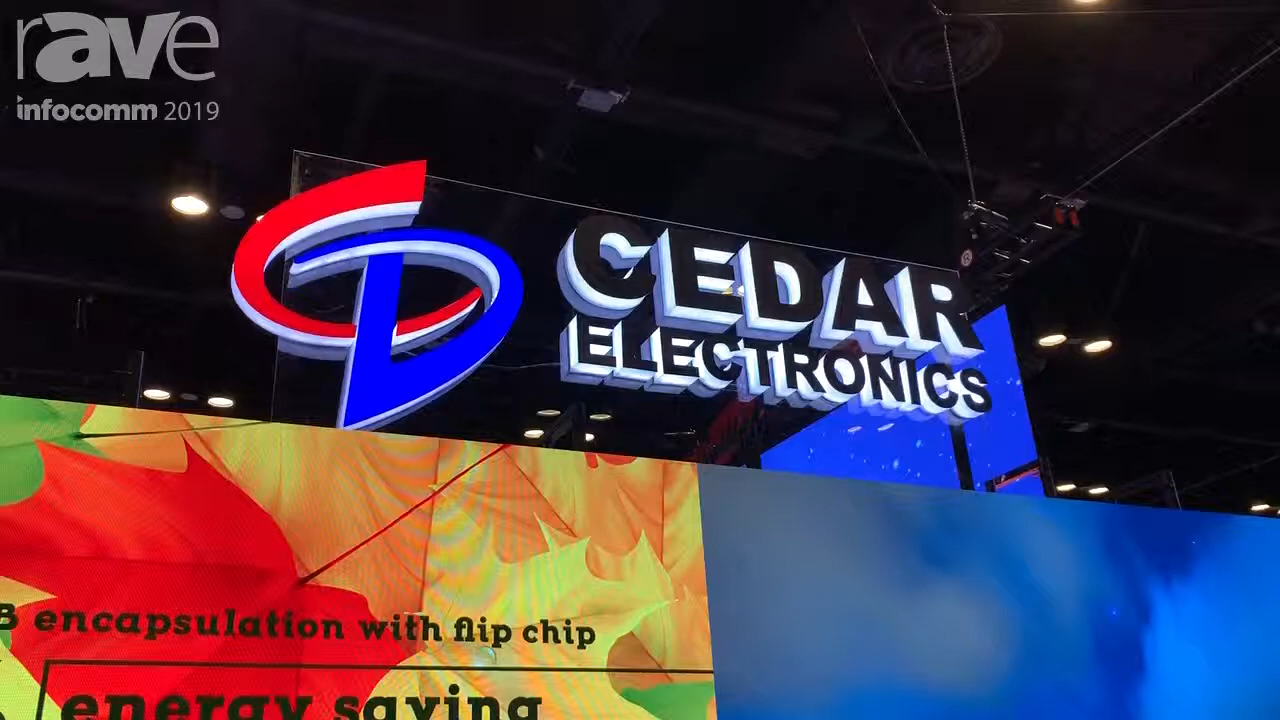 rAVe
infocomm 2019
CEDAR
ELECTRONICS
B encapsulation with flip chip
energy saving